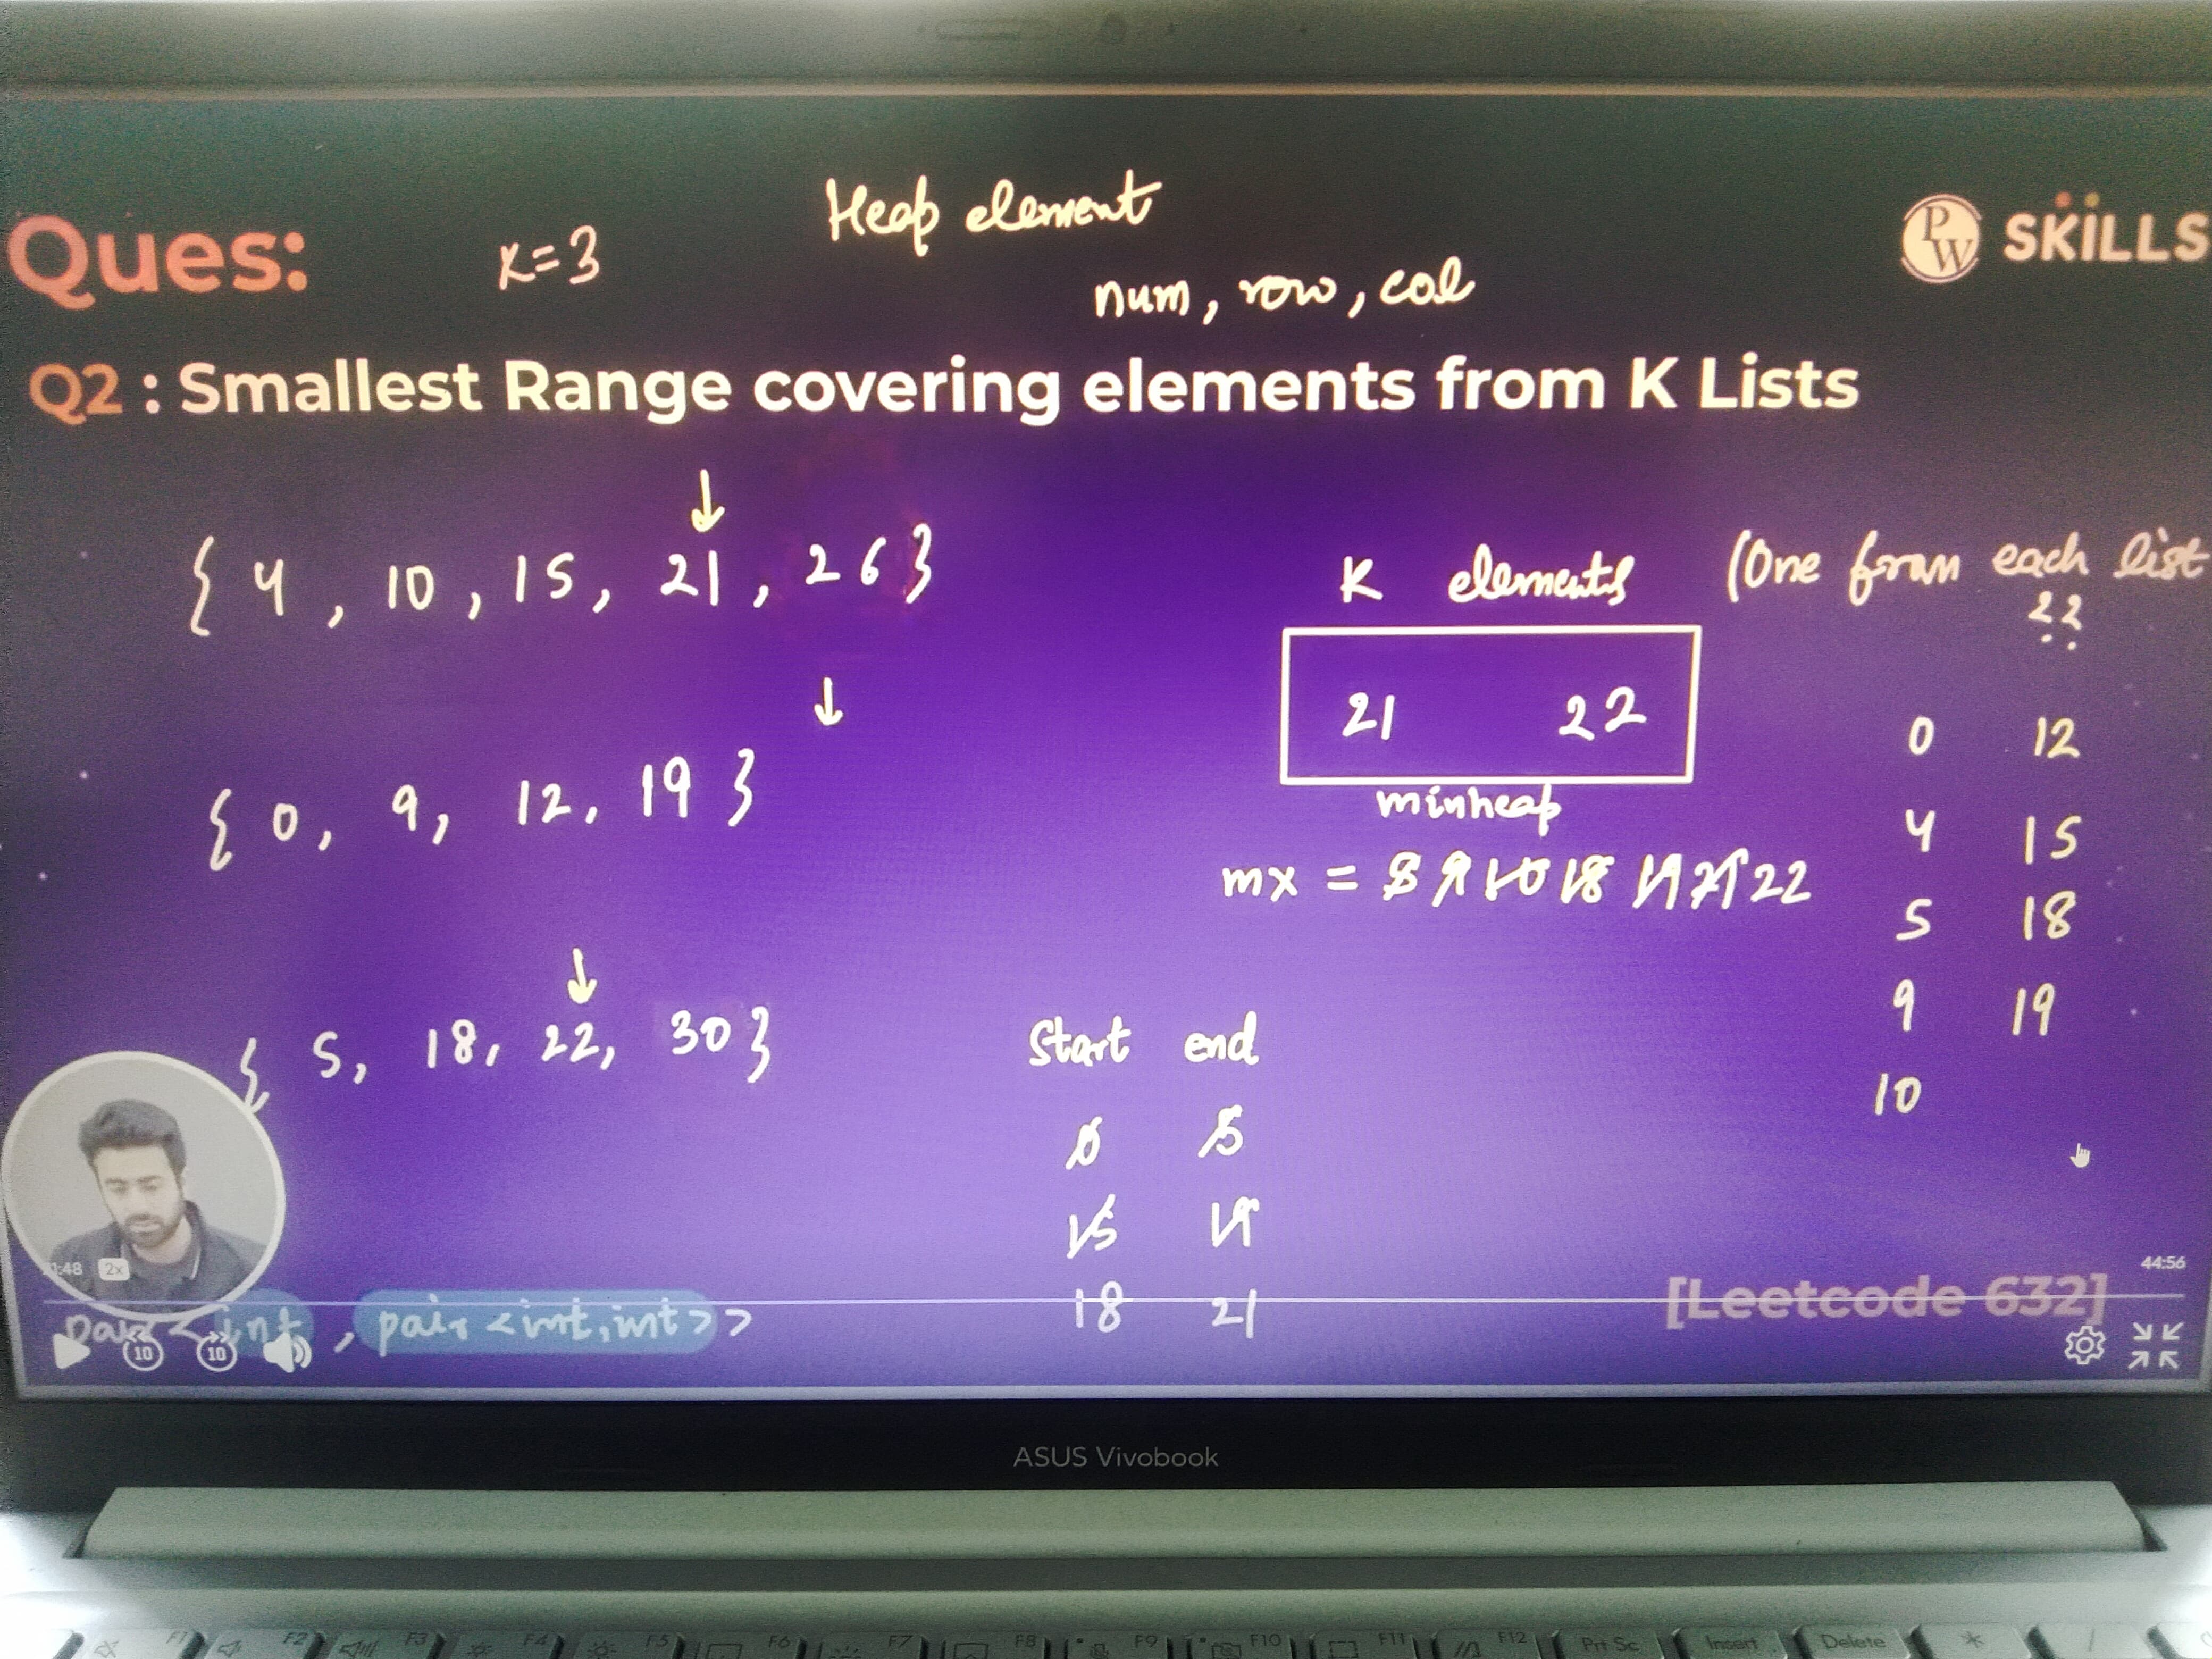 Ques:
K=3
Heap element
num, row, col
PW SKILLS
Q2 : Smallest Range covering elements from K Lists
↓
{ 4, 10, 15, 21, 26 }
↓
{ 0, 9, 12, 19 }
↓
{ 5, 18, 22, 30 }
K elements (One from each list
22
21 22
minheap
mx = 5 9 10 18 19 21 22
0 12
4 15
5 18
9 19
10
Start end
0 5
15 19
18 21
1:48 2x
44:56
pair<int, pair<int,int>>
[Leetcode 632]
10 10
ASUS Vivobook
F1 F2 F3 F4 F5 F6 F7 F8 F9 F10 F11 F12 Prt Sc Insert Delete * /